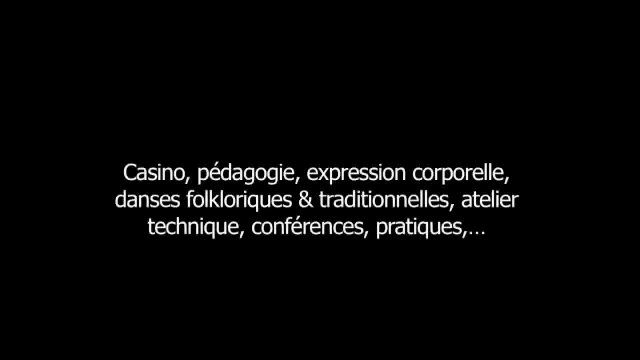 Casino, pédagogie, expression corporelle,
danses folkloriques & traditionnelles, atelier
technique, conférences, pratiques,...